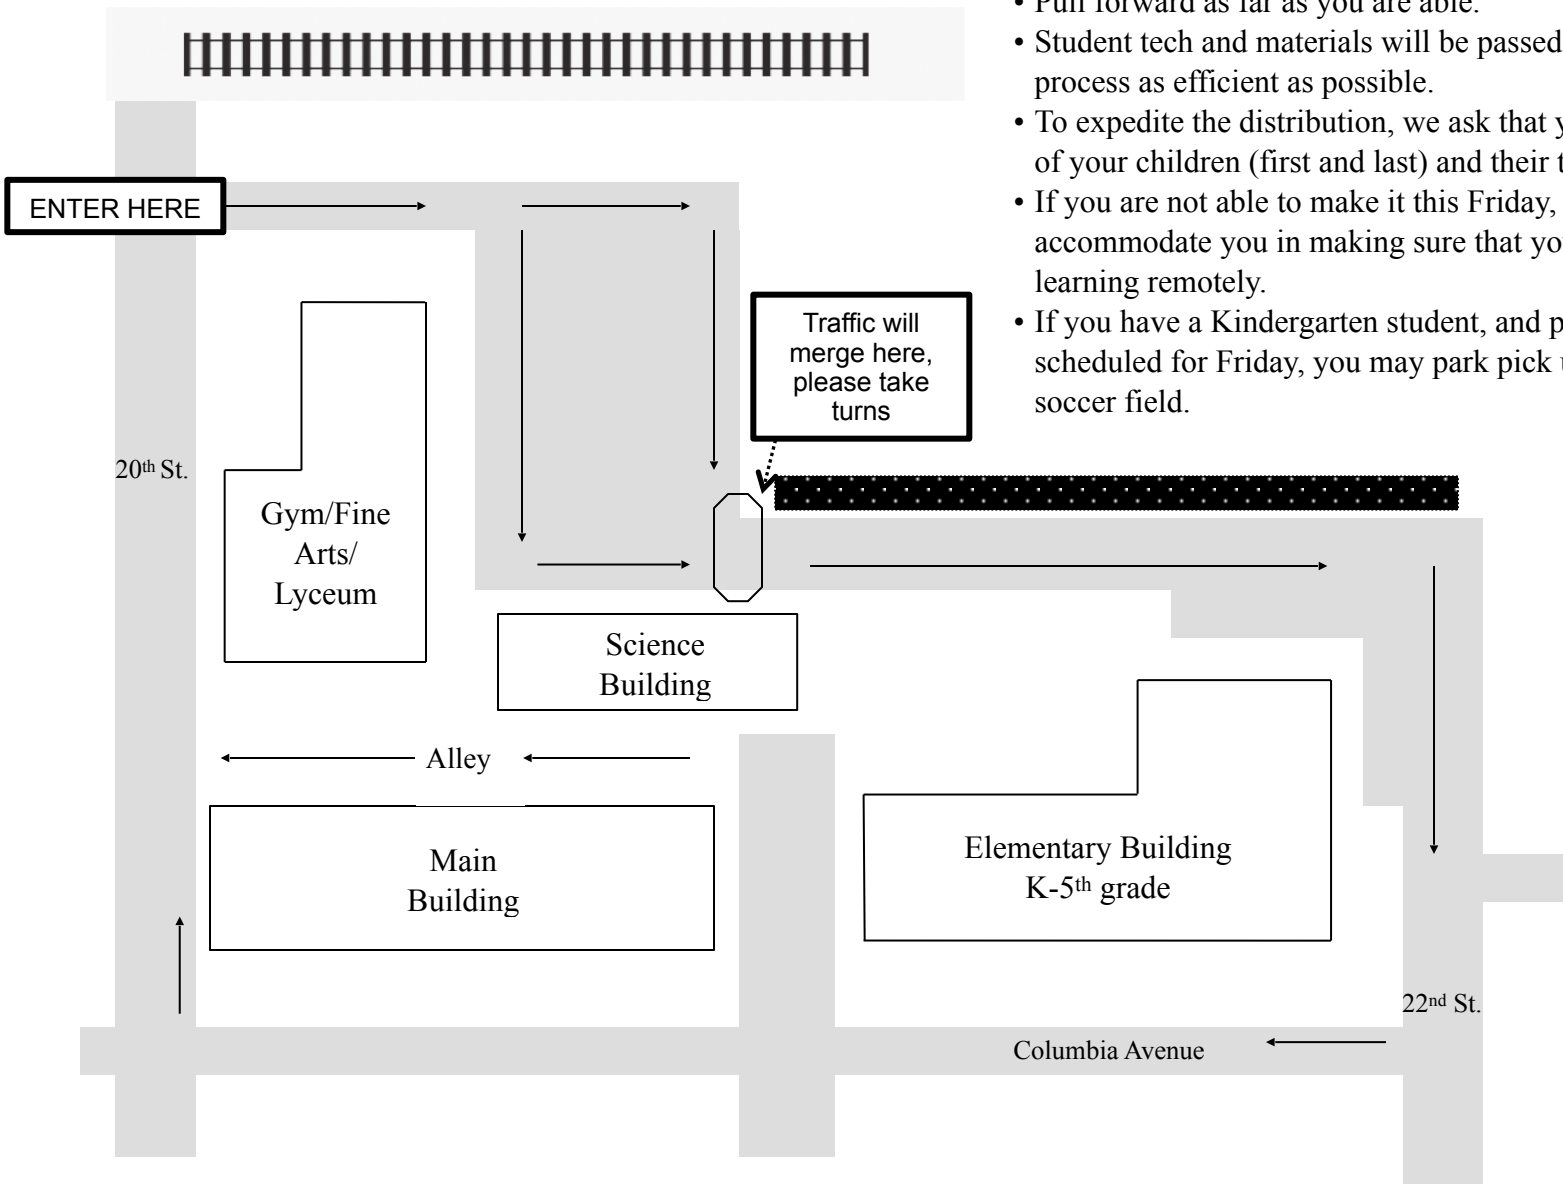 • Pull forward as far as you are able.
• Student tech and materials will be passed
process as efficient as possible.
• To expedite the distribution, we ask that
of your children (first and last) and their
• If you are not able to make it this Friday,
accommodate you in making sure that
learning remotely.
• If you have a Kindergarten student, and
scheduled for Friday, you may park pick
soccer field.
ENTER HERE
Traffic will
merge here,
please take
turns
20th St.
Gym/Fine
Arts/
Lyceum
Science
Building
Alley
Main
Building
Elementary Building
K-5th grade
22nd St.
Columbia Avenue